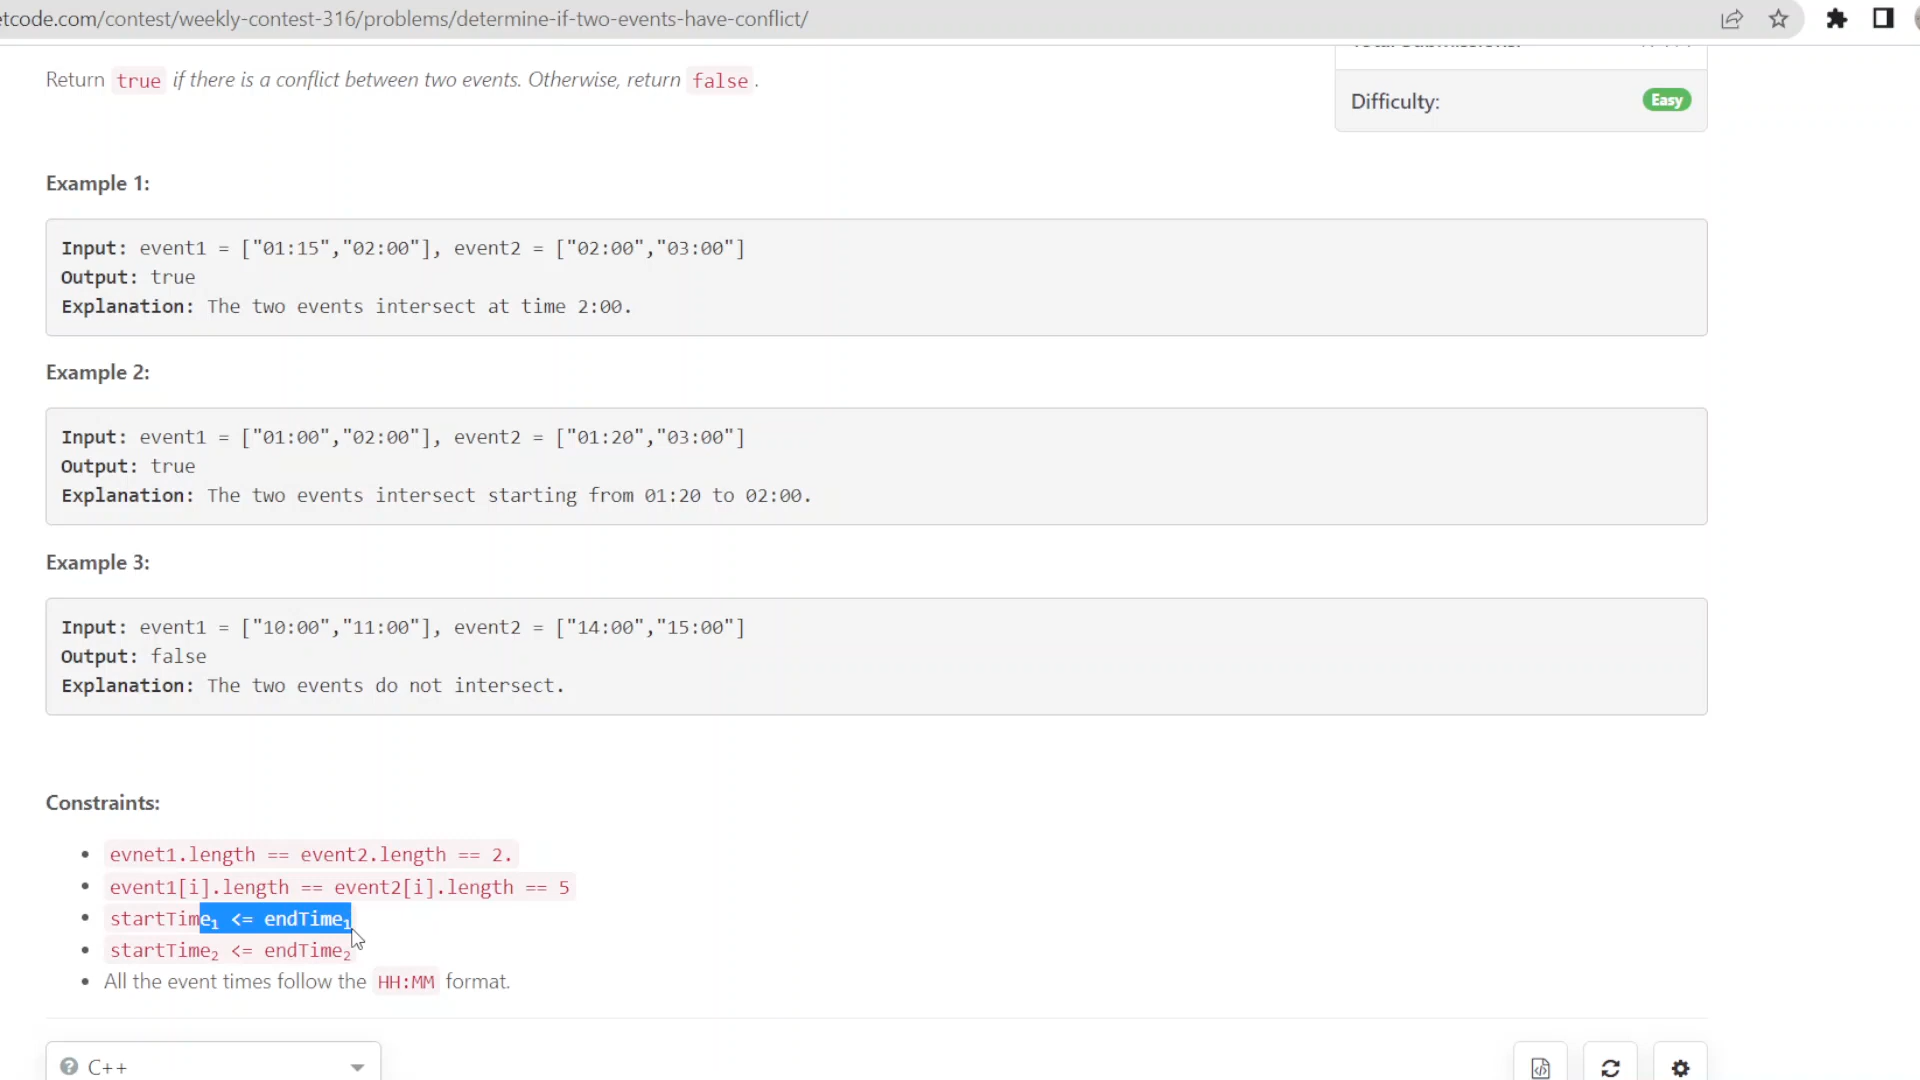 etcode.com/contest/weekly-contest-316/problems/determine-if-two-events-have-conflict/
Return true if there is a conflict between two events. Otherwise, return false.
Difficulty:
Easy
Example 1:
Input: event1 = ["01:15","02:00"], event2 = ["02:00","03:00"]
Output: true
Explanation: The two events intersect at time 2:00.
Example 2:
Input: event1 = ["01:00","02:00"], event2 = ["01:20","03:00"]
Output: true
Explanation: The two events intersect starting from 01:20 to 02:00.
Example 3:
Input: event1 = ["10:00","11:00"], event2 = ["14:00","15:00"]
Output: false
Explanation: The two events do not intersect.
Constraints:
• evnet1.length == event2.length == 2.
• event1[i].length == event2[i].length == 5
• startTime₁ <= endTime₁
• startTime₂ <= endTime₂
• All the event times follow the HH:MM format.
C++